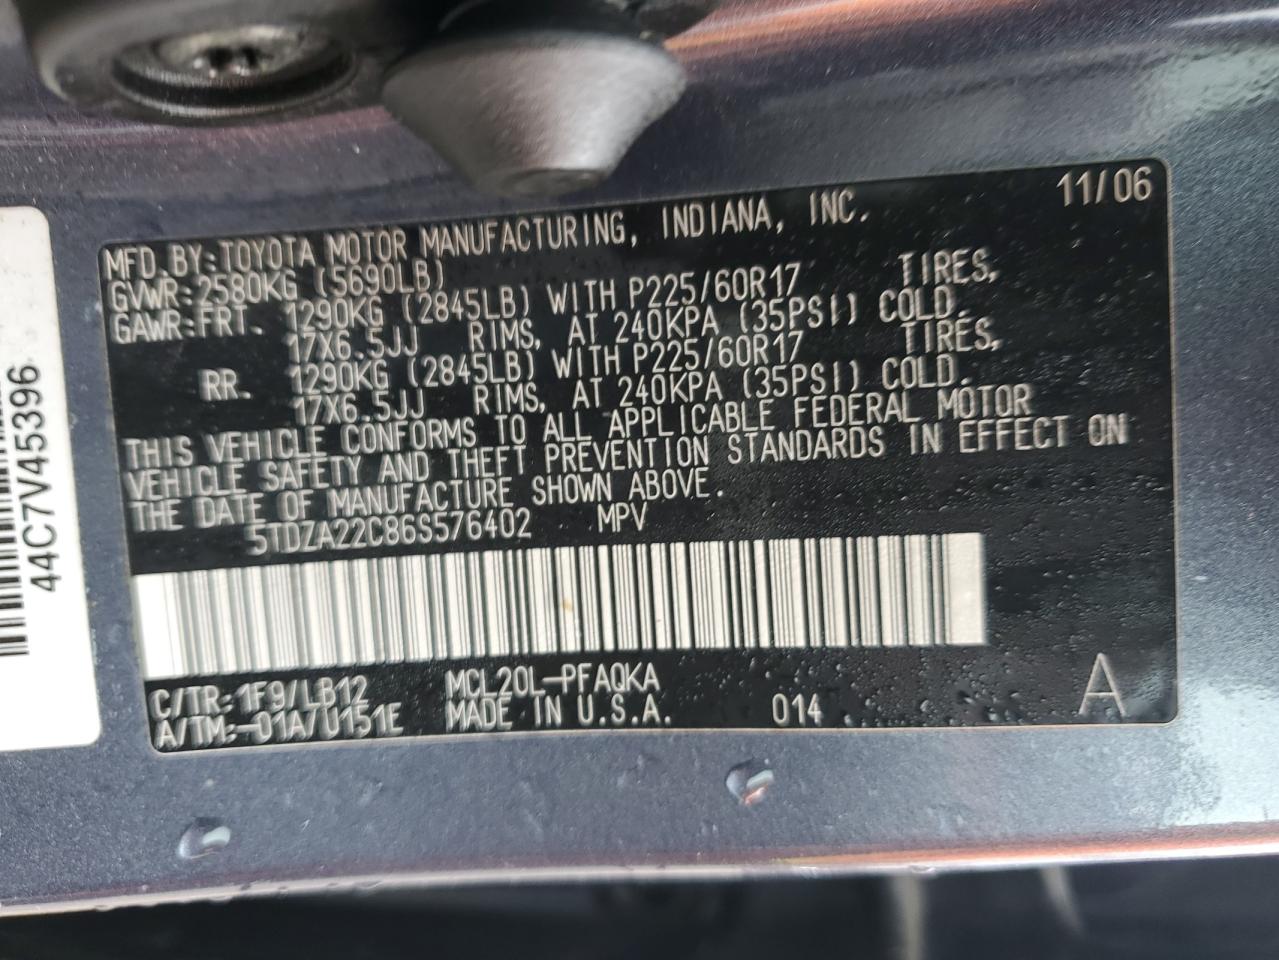 11/06
MFD.BY:TOYOTA MOTOR MANUFACTURING, INDIANA, INC.
GVWR:2580KG (5690LB)
GAWR:FRT. 1290KG (2845LB) WITH P225/60R17 TIRES,
17X6.5JJ RIMS, AT 240KPA (35PSI) COLD.
RR. 1290KG (2845LB) WITH P225/60R17 TIRES,
17X6.5JJ RIMS, AT 240KPA (35PSI) COLD.
THIS VEHICLE CONFORMS TO ALL APPLICABLE FEDERAL MOTOR
VEHICLE SAFETY AND THEFT PREVENTION STANDARDS IN EFFECT ON
THE DATE OF MANUFACTURE SHOWN ABOVE.
5TDZA22C86S576402 MPV
C/TR:1F9/LB12 MCL20L-PFAQKA
A/TM:-01A/U151E MADE IN U.S.A. 014 A
44C7V45396